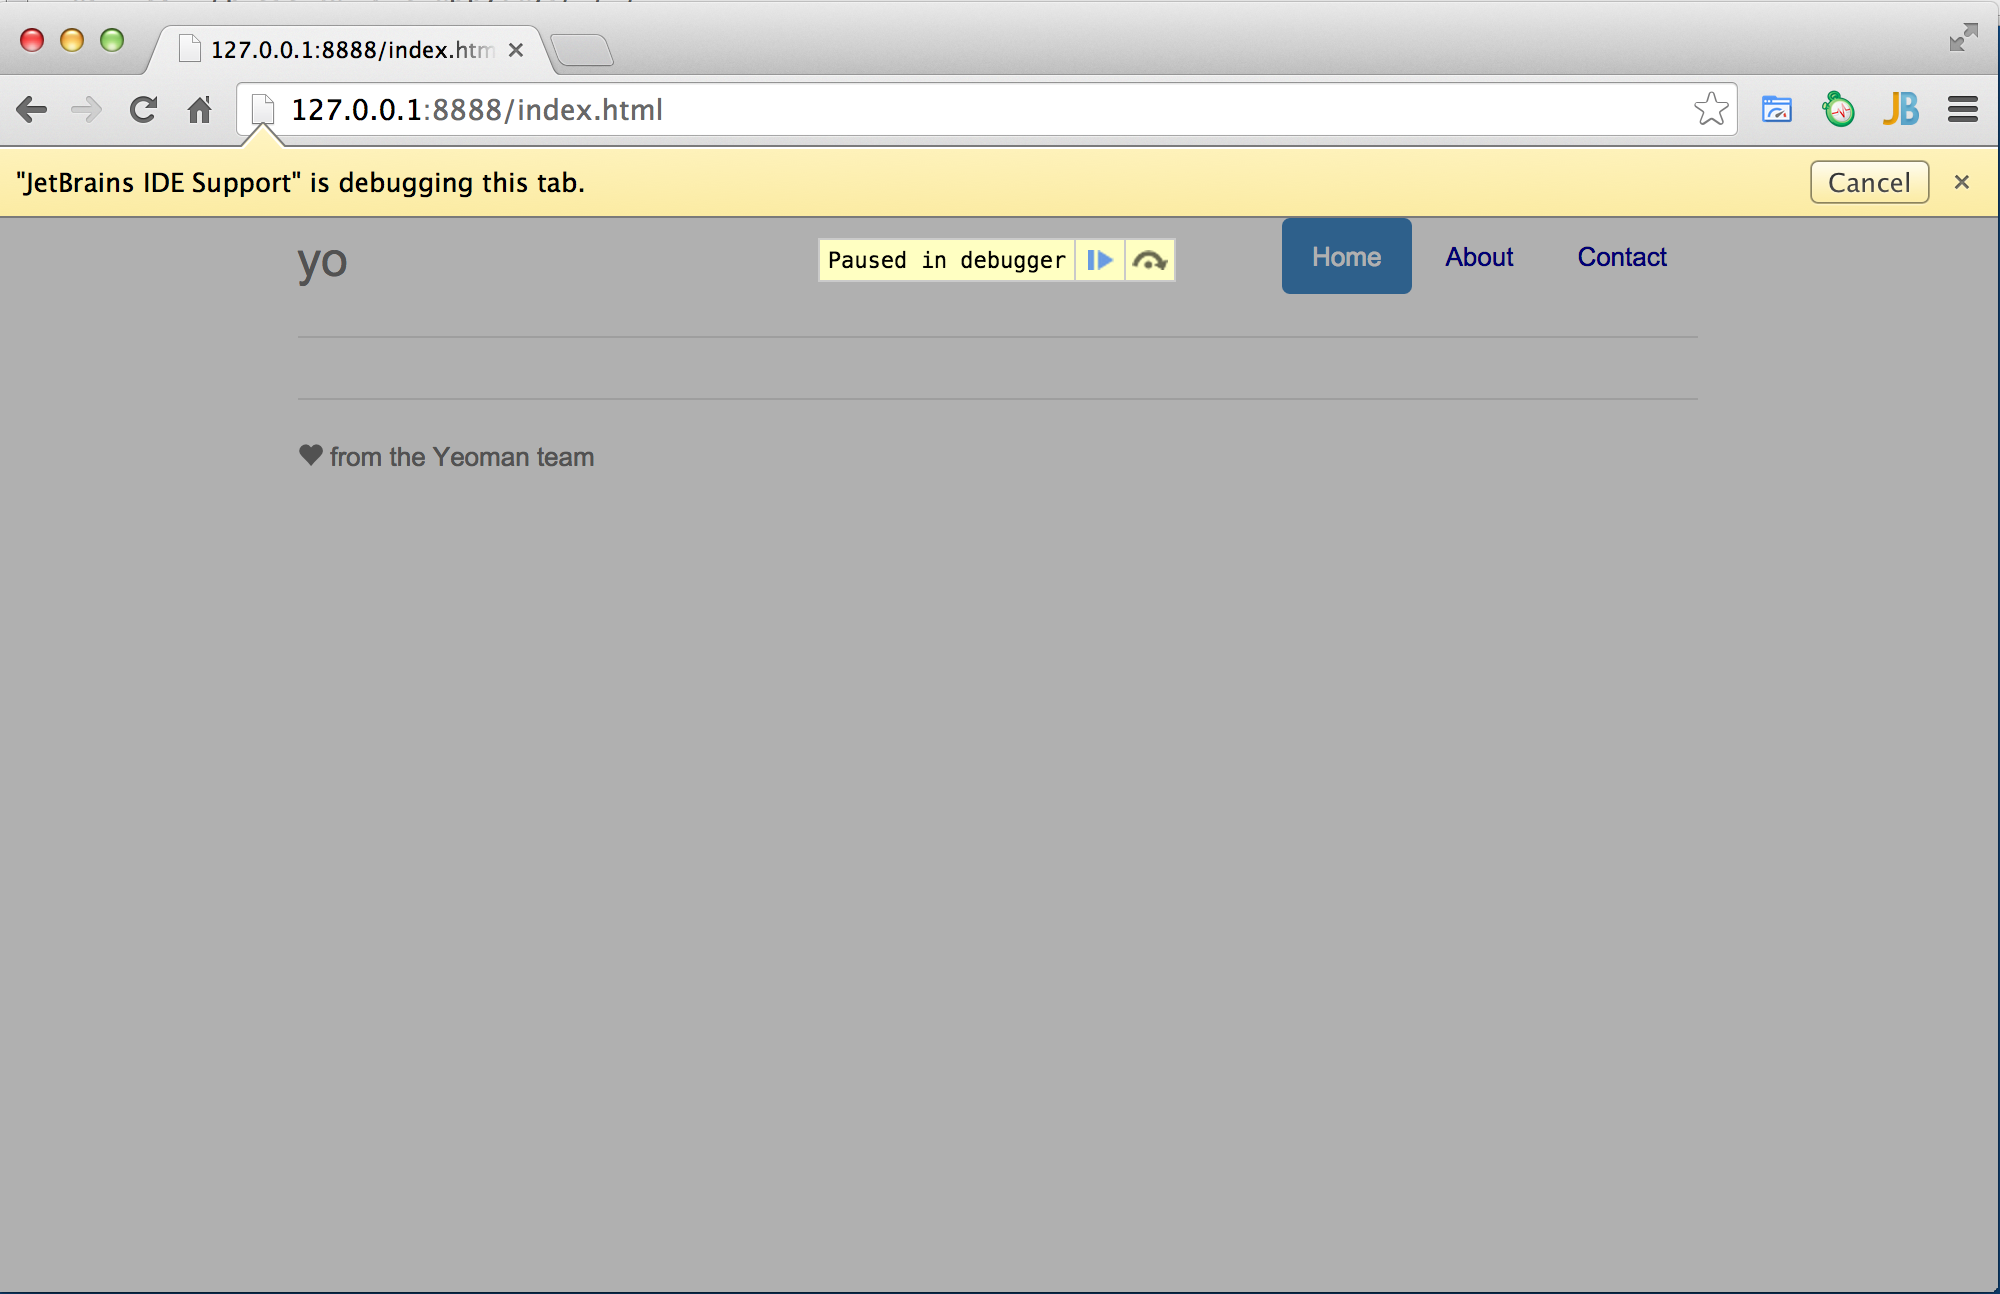 127.0.0.1:8888/index.htm
127.0.0.1:8888/index.html
JB
"JetBrains IDE Support" is debugging this tab.
Cancel
yo
Paused in debugger
Home
About
Contact
from the Yeoman team